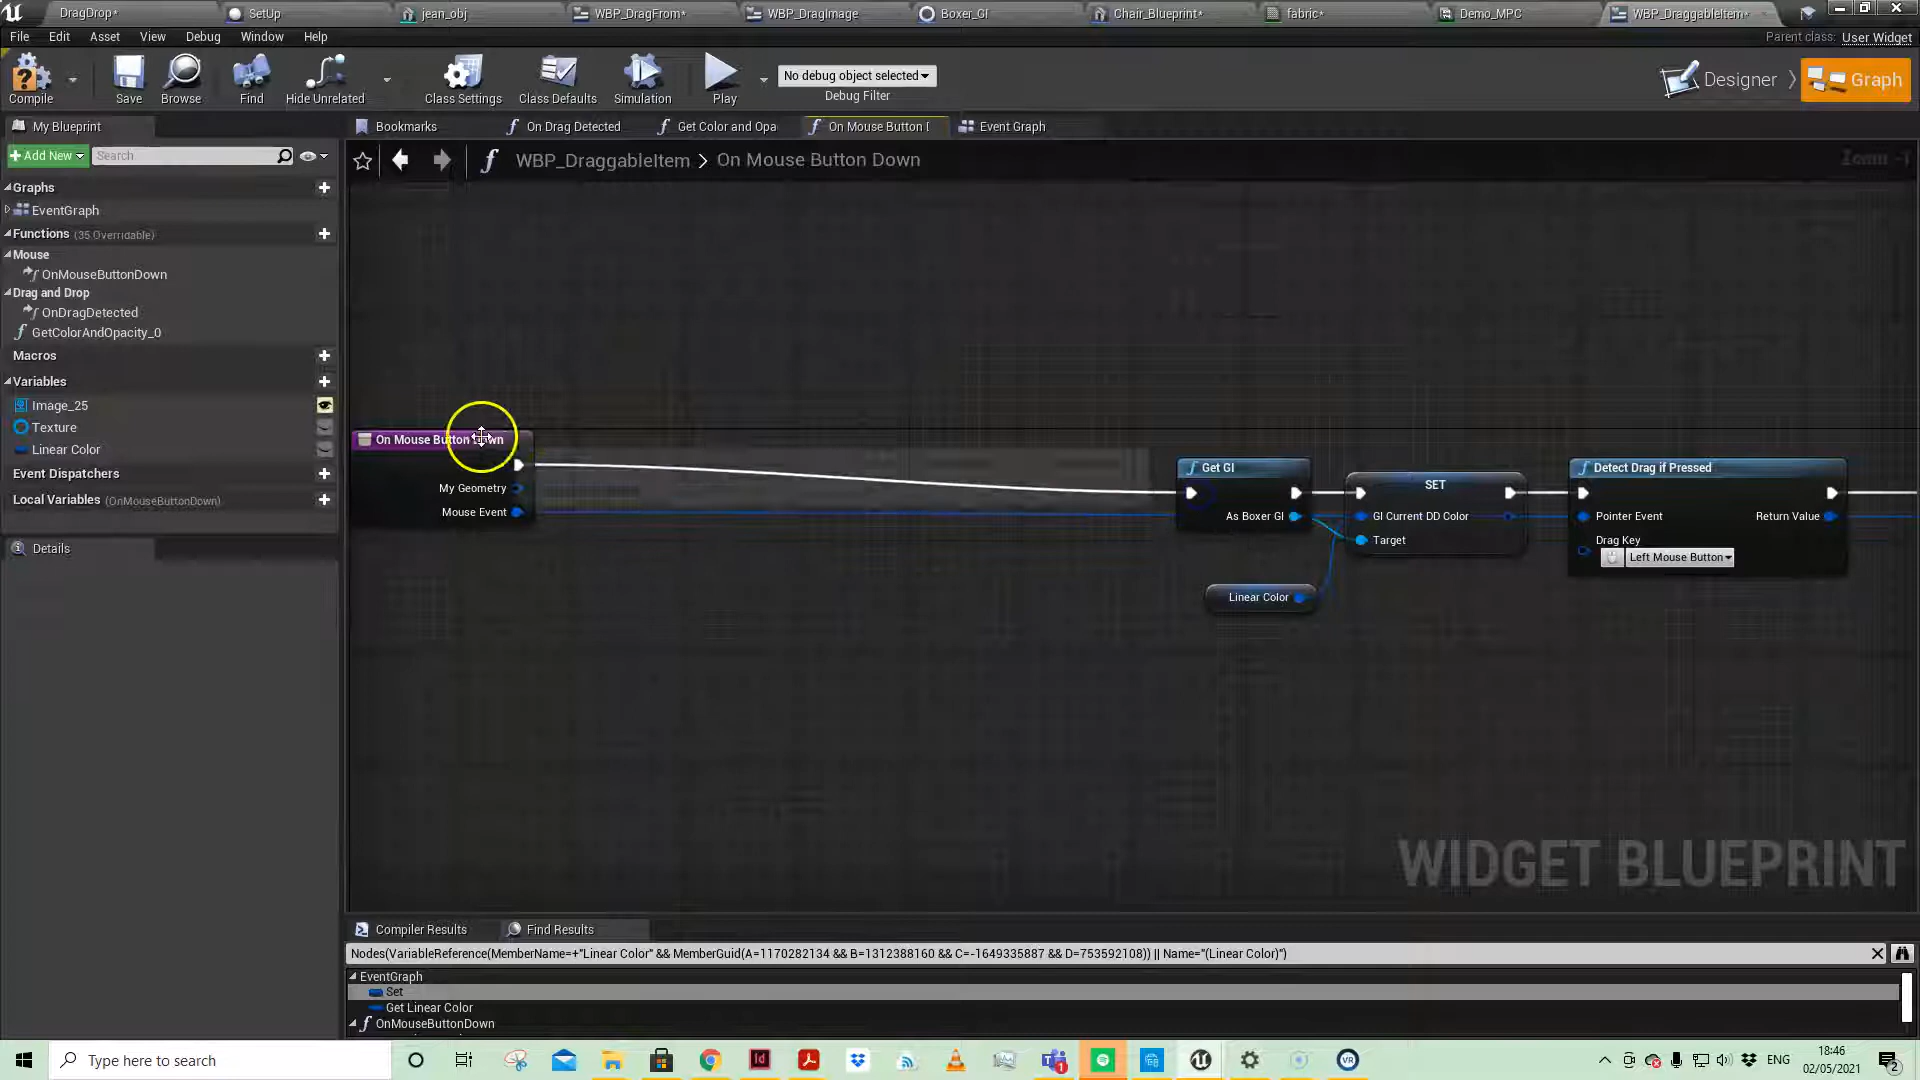 DragDrop*
SetUp
jean_obj
WBP_DragFrom*
WBP_DragImage
Boxer_GI
Chair_Blueprint*
fabric*
Demo_MPC
WBP_DraggableItem*
File Edit Asset View Debug Window Help
Parent class: User Widget
Compile
Save
Browse
Find
Hide Unrelated
Class Settings
Class Defaults
Simulation
Play
No debug object selected
Debug Filter
Designer
Graph
My Blueprint
Bookmarks
On Drag Detected
Get Color and Opa
On Mouse Button
Event Graph
Add New
Search
WBP_DraggableItem > On Mouse Button Down
Graphs
EventGraph
Functions (35 Overridable)
Mouse
OnMouseButtonDown
Drag and Drop
OnDragDetected
GetColorAndOpacity_0
Macros
Variables
Image_25
Texture
Linear Color
Event Dispatchers
Local Variables (OnMouseButtonDown)
Details
On Mouse Button Down
My Geometry
Mouse Event
Get GI
As Boxer GI
SET
GI Current DD Color
Target
Linear Color
Detect Drag if Pressed
Pointer Event
Return Value
Drag Key
Left Mouse Button
WIDGET BLUEPRINT
Compiler Results
Find Results
Nodes(VariableReference(MemberName=+"Linear Color" && MemberGuid(A=1170282134 && B=1312388160 && C=-1649335887 && D=753592108)) || Name="(Linear Color)")
EventGraph
Set
Get Linear Color
OnMouseButtonDown
Type here to search
ENG
18:46
02/05/2021